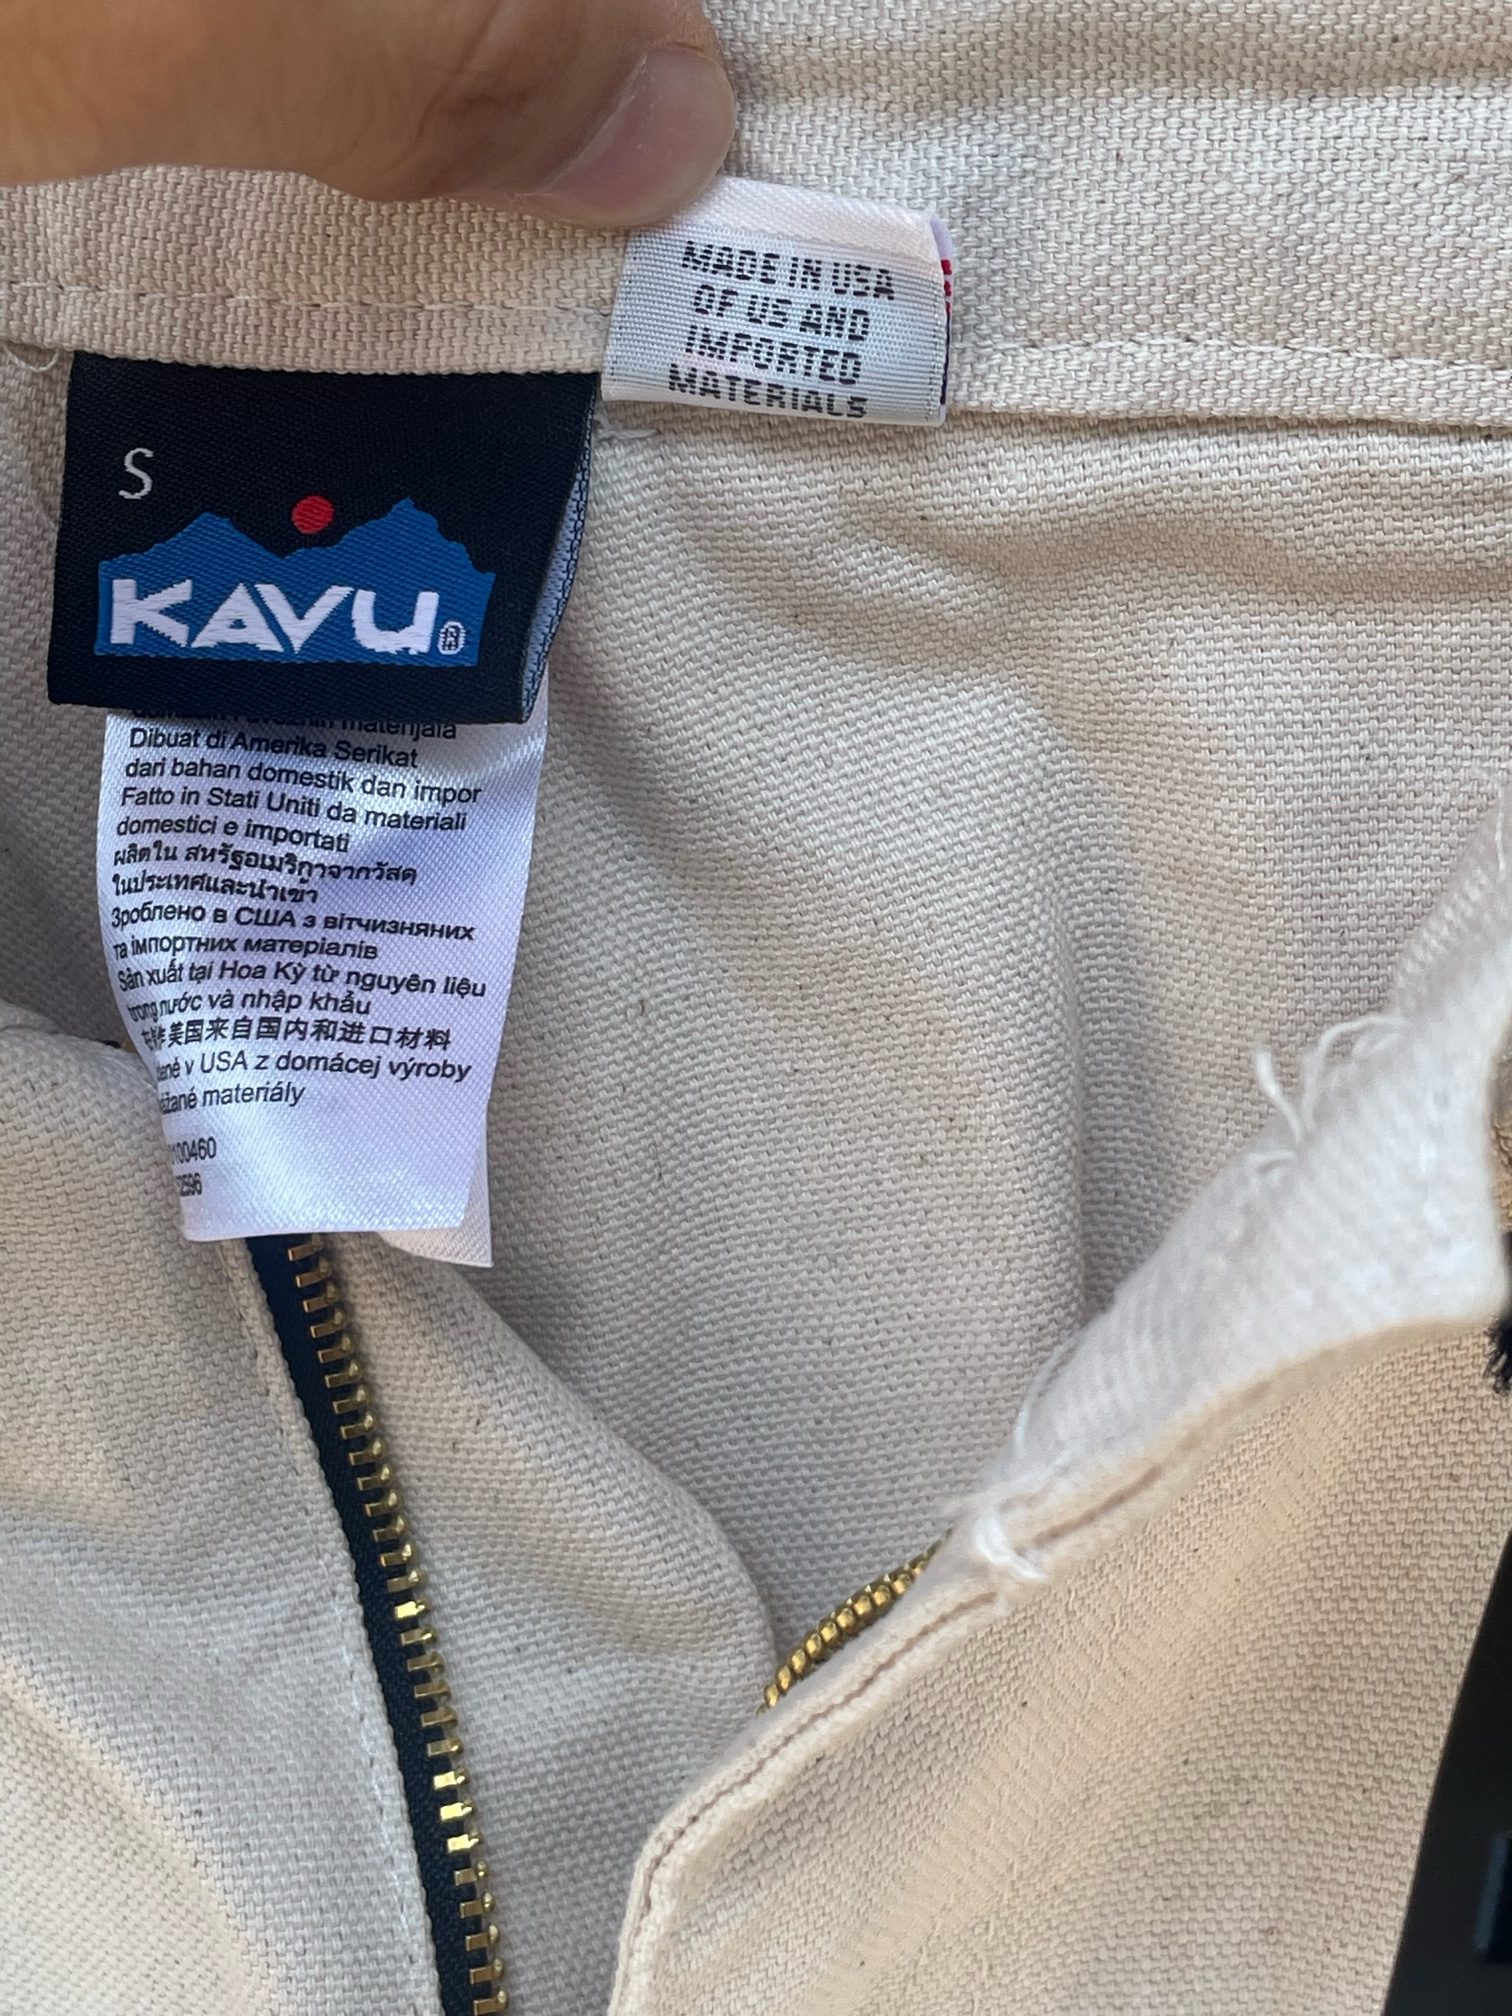 MADE IN USA
OF US AND
IMPORTED
MATERIALS
S
KAVU®
materijala
Dibuat di Amerika Serikat
dari bahan domestik dan impor
Fatto in Stati Uniti da materiali
domestici e importati
ผลิตใน สหรัฐอเมริกาจากวัสดุ
ในประเทศและนำเข้า
Зроблено в США з вітчизняних
та імпортних матеріалів
Sản xuất tại Hoa Kỳ từ nguyên liệu
trong nước và nhập khẩu
美国来自国内和进口材料
v USA z domácej výroby
materiály